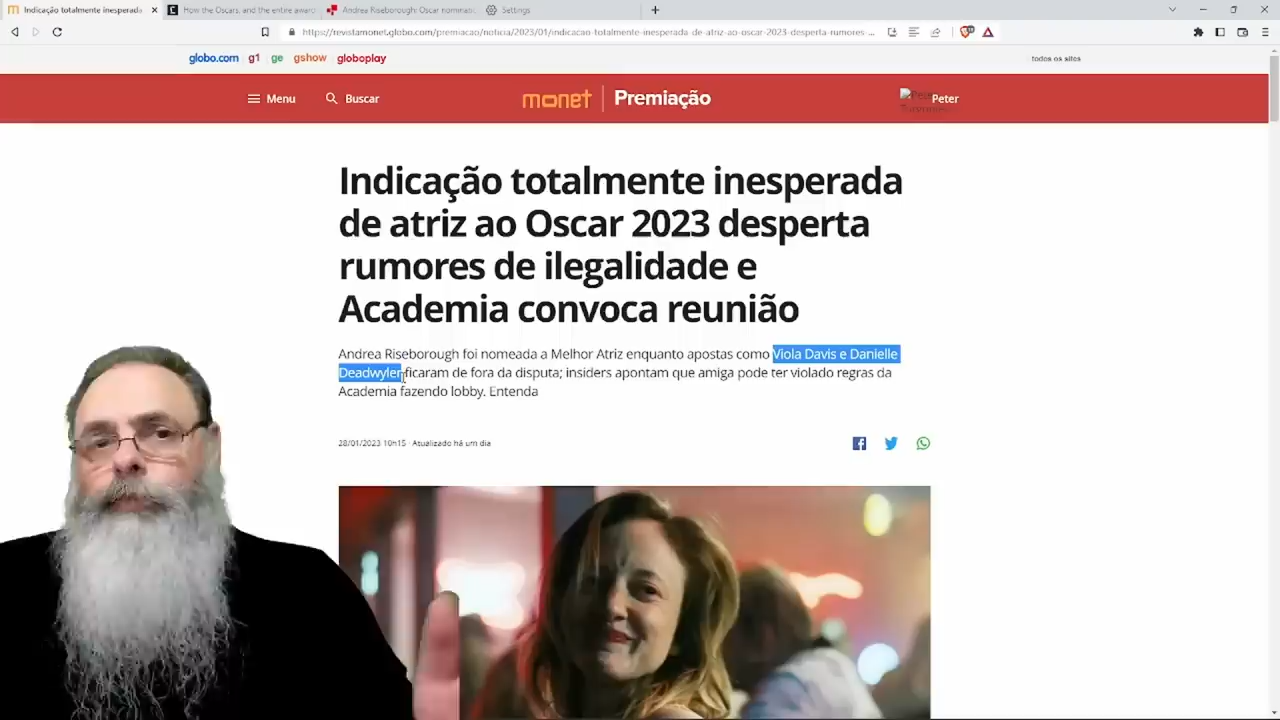 Indicação totalmente inesperada
How the Oscars, and the entire awar
Andrea Riseborough: Oscar nominati
Settings
https://revistamonet.globo.com/premiacao/noticia/2023/01/indicacao-totalmente-inesperada-de-atriz-ao-oscar-2023-desperta-rumores-...
globo.com g1 ge gshow globoplay
todos os sites
Menu
Buscar
monet Premiação
Peter
Indicação totalmente inesperada
de atriz ao Oscar 2023 desperta
rumores de ilegalidade e
Academia convoca reunião
Andrea Riseborough foi nomeada a Melhor Atriz enquanto apostas como Viola Davis e Danielle
Deadwyler ficaram de fora da disputa; insiders apontam que amiga pode ter violado regras da
Academia fazendo lobby. Entenda
28/01/2023 10h15 · Atualizado há um dia